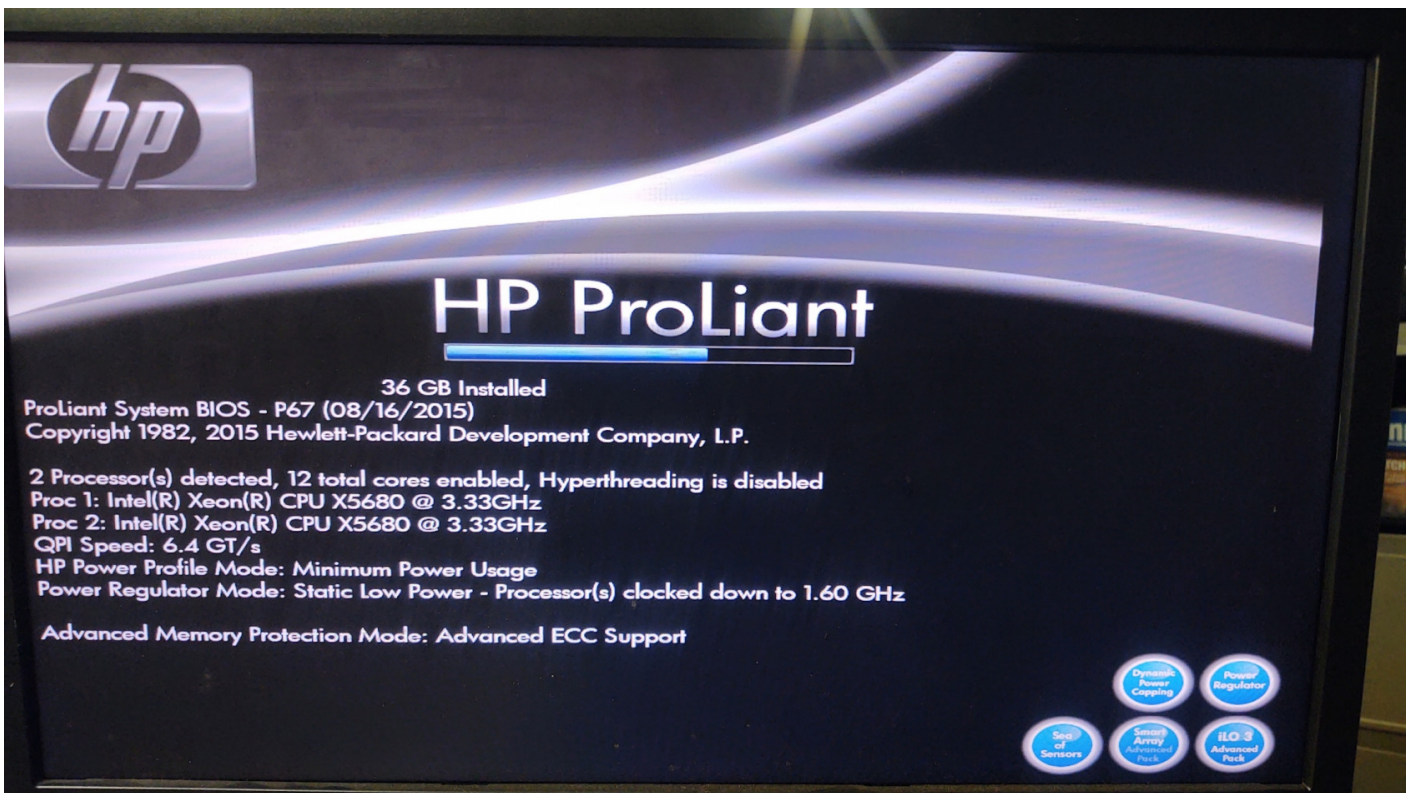 hp
HP ProLiant
36 GB Installed
ProLiant System BIOS - P67 (08/16/2015)
Copyright 1982, 2015 Hewlett-Packard Development Company, L.P.
2 Processor(s) detected, 12 total cores enabled, Hyperthreading is disabled
Proc 1: Intel(R) Xeon(R) CPU X5680 @ 3.33GHz
Proc 2: Intel(R) Xeon(R) CPU X5680 @ 3.33GHz
QPI Speed: 6.4 GT/s
HP Power Profile Mode: Minimum Power Usage
Power Regulator Mode: Static Low Power - Processor(s) clocked down to 1.60 GHz
Advanced Memory Protection Mode: Advanced ECC Support
Dynamic
Power
Capping
Power
Regulator
Sea
of
Sensors
Smart
Array
Advanced
Pack
iLO 3
Advanced
Pack